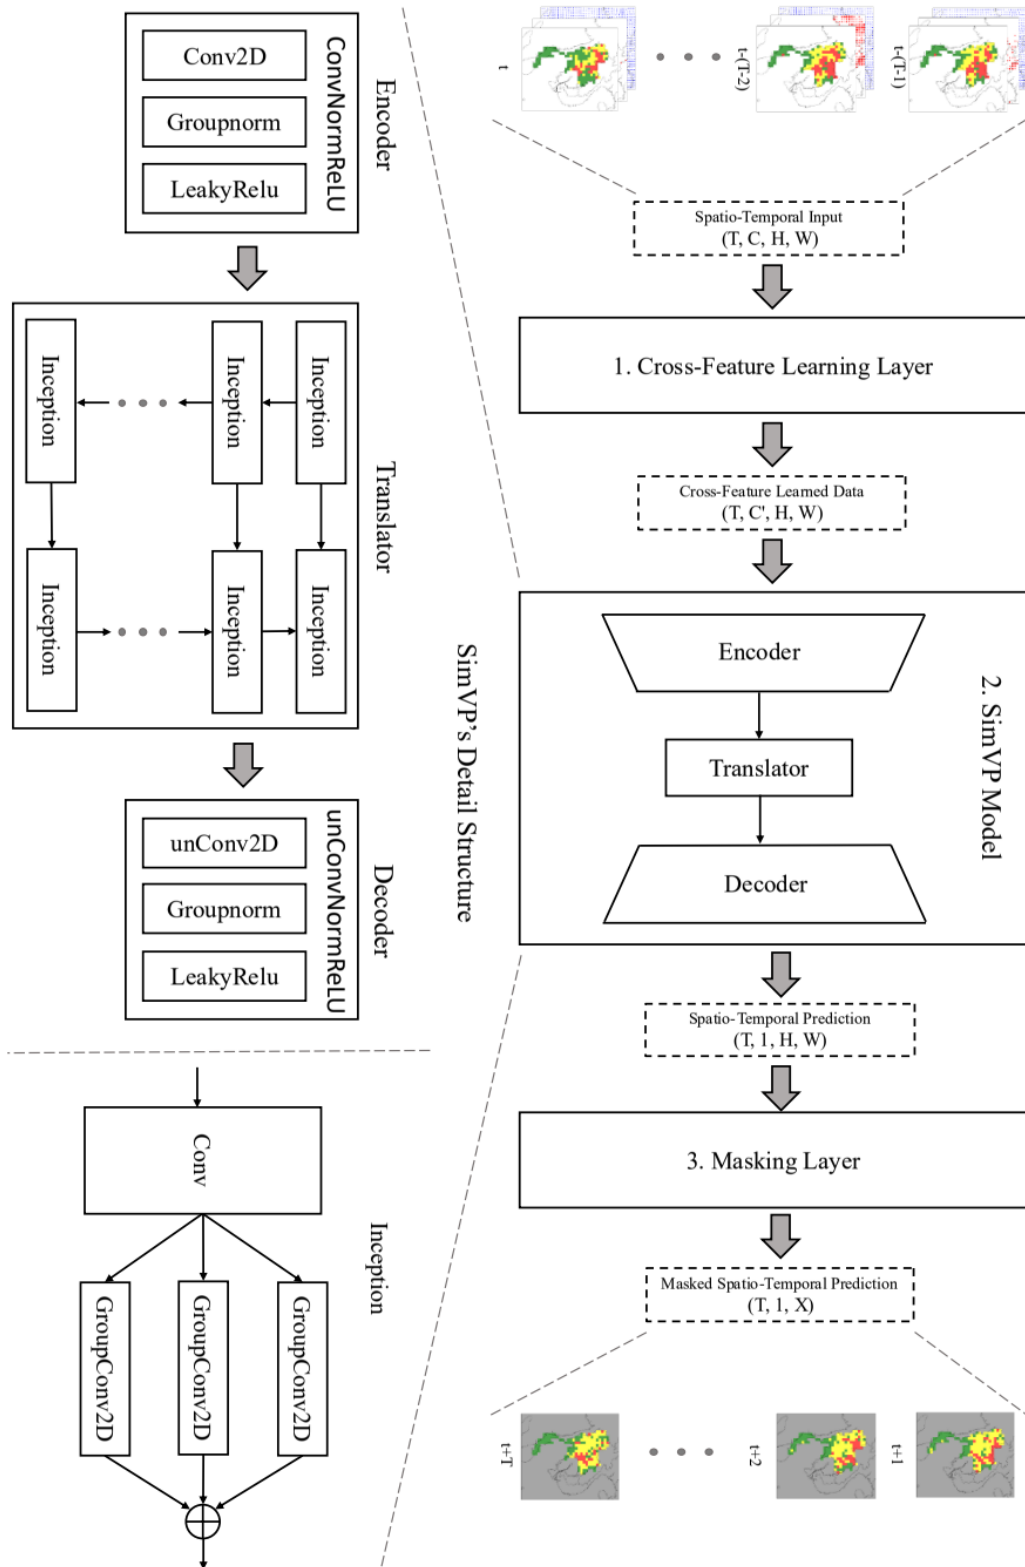 t-(T-1)
t-(T-2)
t
Spatio-Temporal Input
(T, C, H, W)
1. Cross-Feature Learning Layer
Cross-Feature Learned Data
(T, C', H, W)
2. SimVP Model
Encoder
Translator
Decoder
Spatio-Temporal Prediction
(T, 1, H, W)
3. Masking Layer
Masked Spatio-Temporal Prediction
(T, 1, X)
t+1
t+2
t+T
SimVP's Detail Structure
Encoder
ConvNormReLU
Conv2D
Groupnorm
LeakyRelu
Translator
Inception
Inception
Inception
Inception
Inception
Inception
Decoder
unConvNormReLU
unConv2D
Groupnorm
LeakyRelu
Inception
Conv
GroupConv2D
GroupConv2D
GroupConv2D